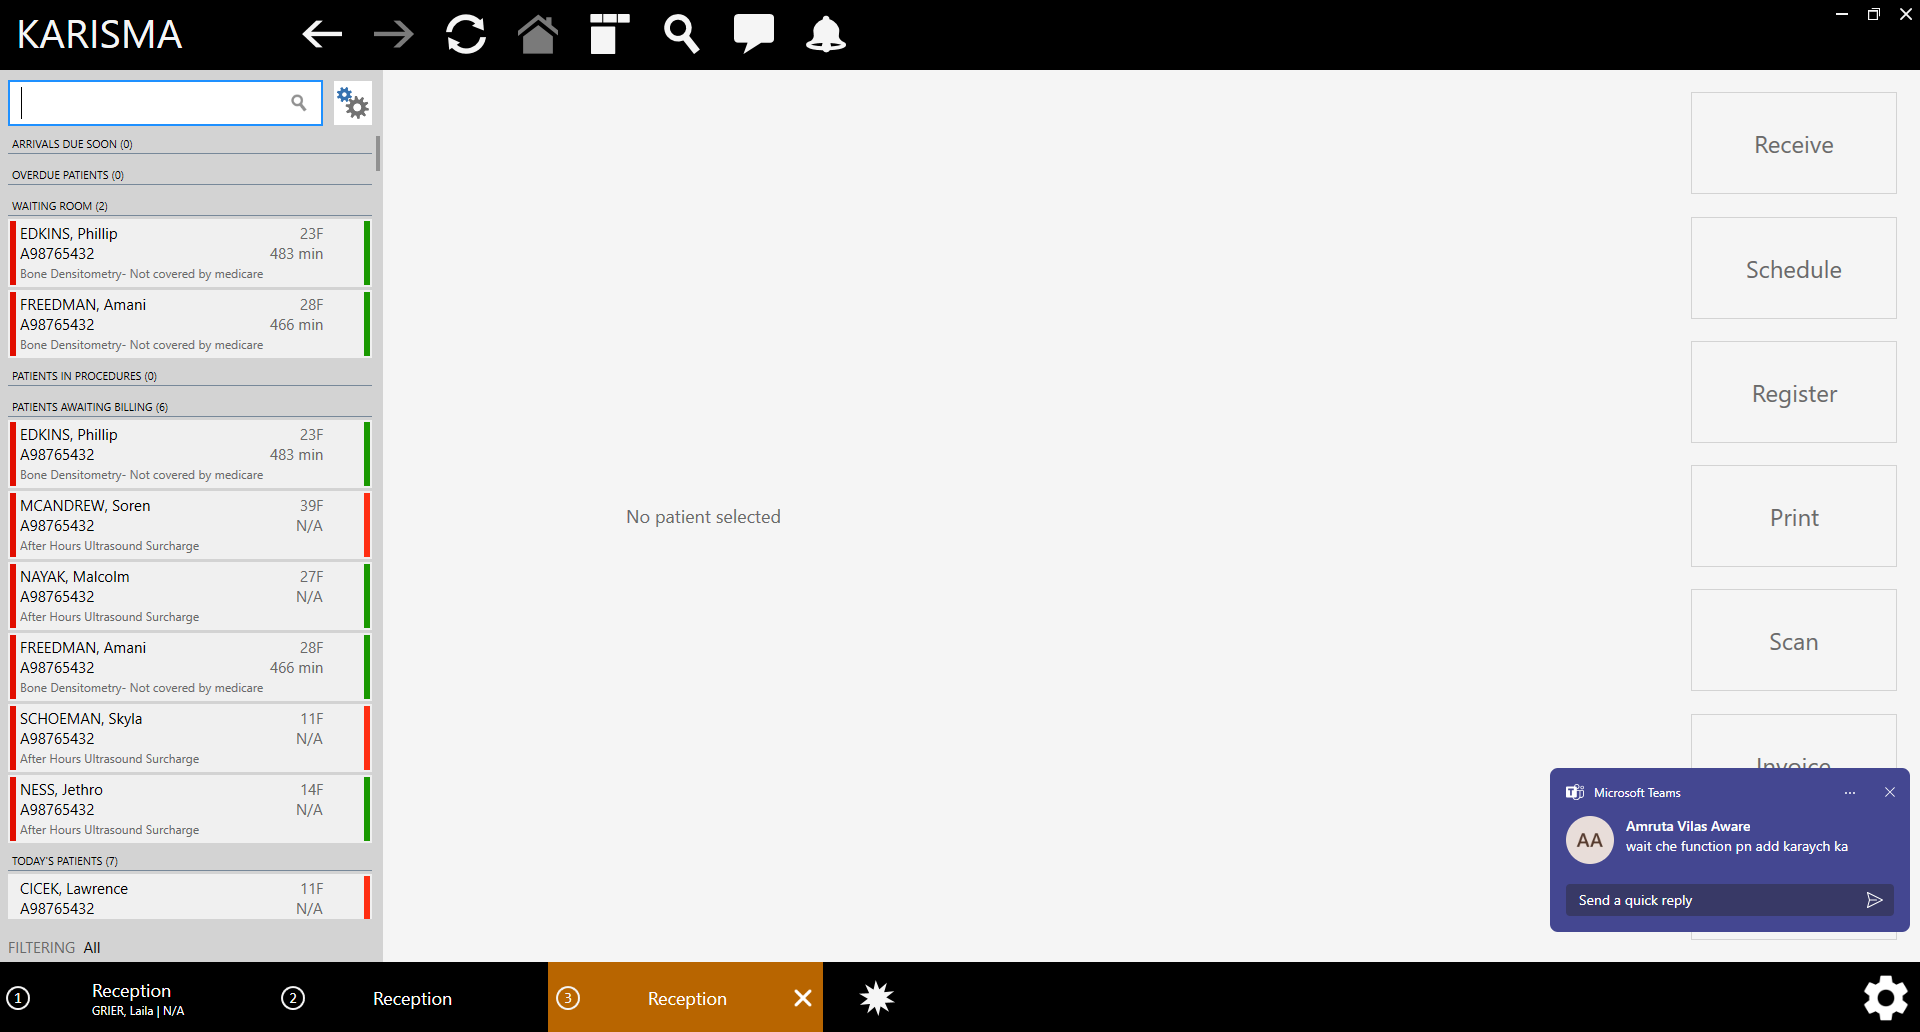 KARISMA
ARRIVALS DUE SOON (0)
OVERDUE PATIENTS (0)
WAITING ROOM (2)
EDKINS, Phillip 23F
A98765432 483 min
Bone Densitometry- Not covered by medicare
FREEDMAN, Amani 28F
A98765432 466 min
Bone Densitometry- Not covered by medicare
PATIENTS IN PROCEDURES (0)
PATIENTS AWAITING BILLING (6)
EDKINS, Phillip 23F
A98765432 483 min
Bone Densitometry- Not covered by medicare
MCANDREW, Soren 39F
A98765432 N/A
After Hours Ultrasound Surcharge
NAYAK, Malcolm 27F
A98765432 N/A
After Hours Ultrasound Surcharge
FREEDMAN, Amani 28F
A98765432 466 min
Bone Densitometry- Not covered by medicare
SCHOEMAN, Skyla 11F
A98765432 N/A
After Hours Ultrasound Surcharge
NESS, Jethro 14F
A98765432 N/A
After Hours Ultrasound Surcharge
TODAY'S PATIENTS (7)
CICEK, Lawrence 11F
A98765432 N/A
FILTERING All
No patient selected
Receive
Schedule
Register
Print
Scan
Invoice
Microsoft Teams
AA
Amruta Vilas Aware
wait che function pn add karaych ka
Send a quick reply
1 Reception
GRIER, Laila | N/A
2 Reception
3 Reception